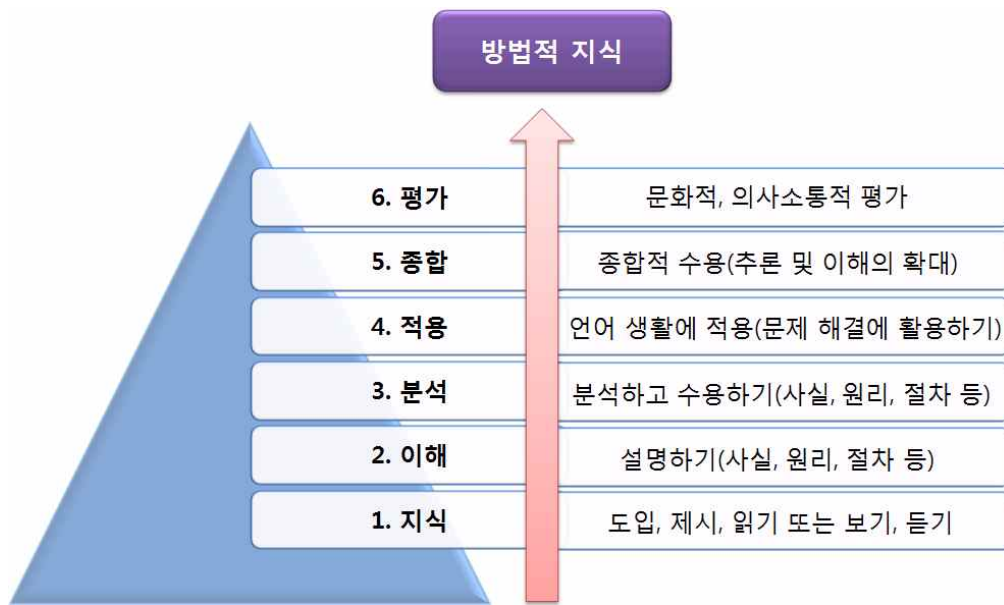 방법적 지식
6. 평가 문화적, 의사소통적 평가
5. 종합 종합적 수용(추론 및 이해의 확대)
4. 적용 언어 생활에 적용(문제 해결에 활용하기)
3. 분석 분석하고 수용하기(사실, 원리, 절차 등)
2. 이해 설명하기(사실, 원리, 절차 등)
1. 지식 도입, 제시, 읽기 또는 보기, 듣기